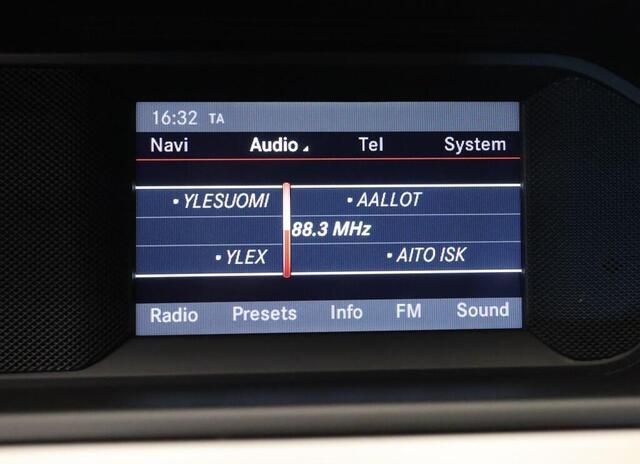 16:32 TA
Navi Audio Tel System
• YLESUOMI • AALLOT
88.3 MHz
• YLEX • AITO ISK
Radio Presets Info FM Sound